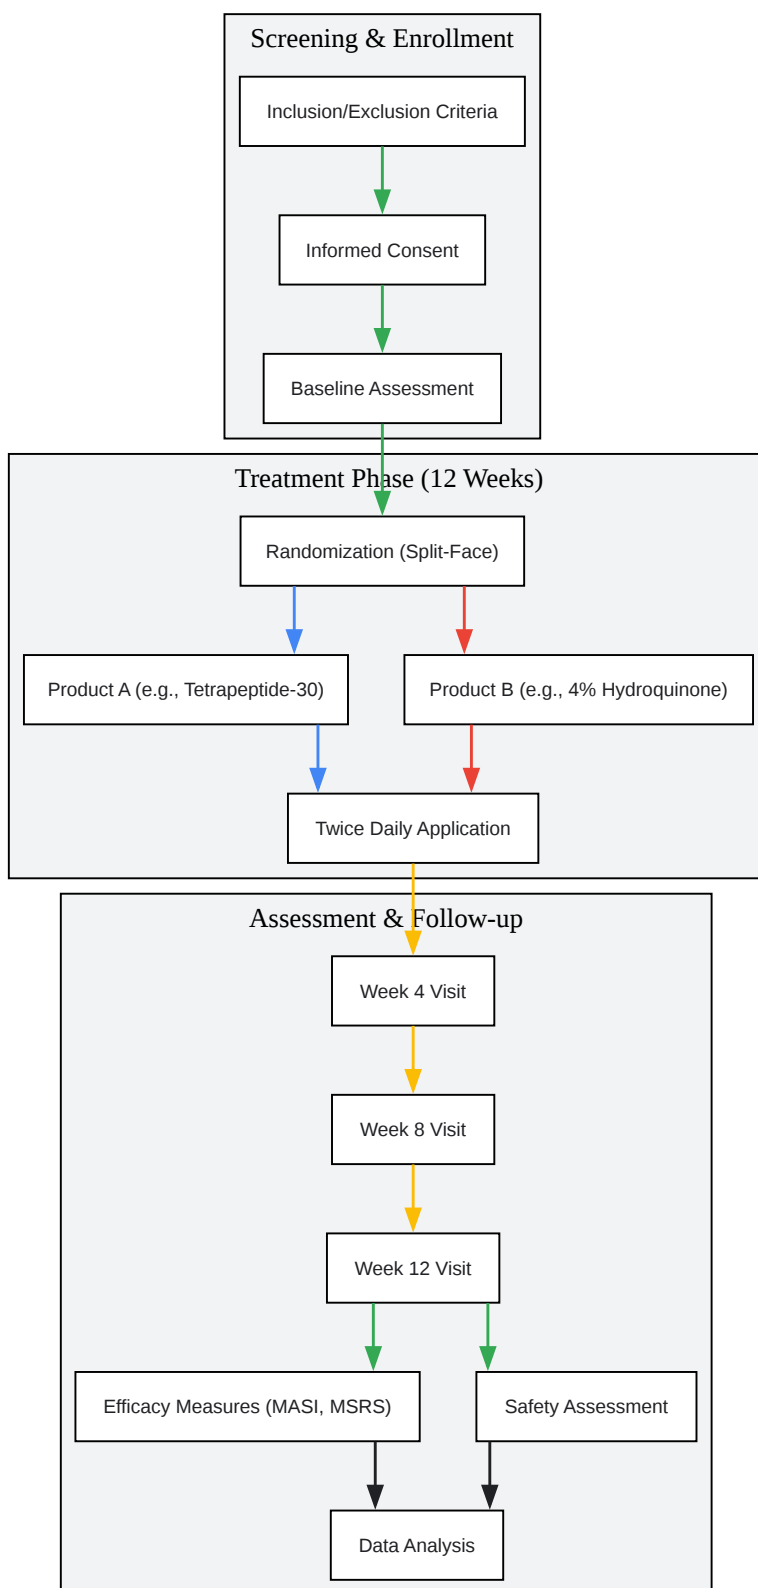 Screening & Enrollment
Inclusion/Exclusion Criteria
Informed Consent
Baseline Assessment
Treatment Phase (12 Weeks)
Randomization (Split-Face)
Product A (e.g., Tetrapeptide-30)
Product B (e.g., 4% Hydroquinone)
Twice Daily Application
Assessment & Follow-up
Week 4 Visit
Week 8 Visit
Week 12 Visit
Efficacy Measures (MASI, MSRS)
Safety Assessment
Data Analysis